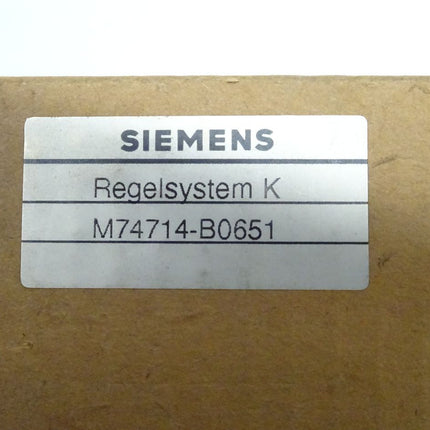 SIEMENS
Regelsystem K
M74714-B0651